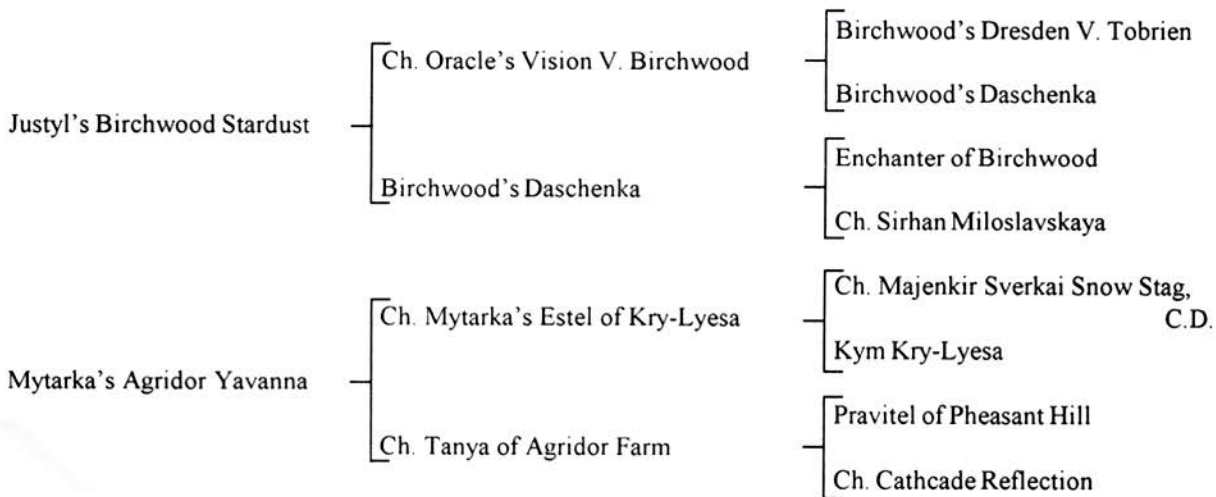 Birchwood's Dresden V. Tobrien
Ch. Oracle's Vision V. Birchwood
Birchwood's Daschenka
Justyl's Birchwood Stardust
Enchanter of Birchwood
Birchwood's Daschenka
Ch. Sirhan Miloslavskaya
Ch. Majenkir Sverkai Snow Stag,
C.D.
Ch. Mytarka's Estel of Kry-Lyesa
Kym Kry-Lyesa
Mytarka's Agridor Yavanna
Pravitel of Pheasant Hill
Ch. Tanya of Agridor Farm
Ch. Cathcade Reflection